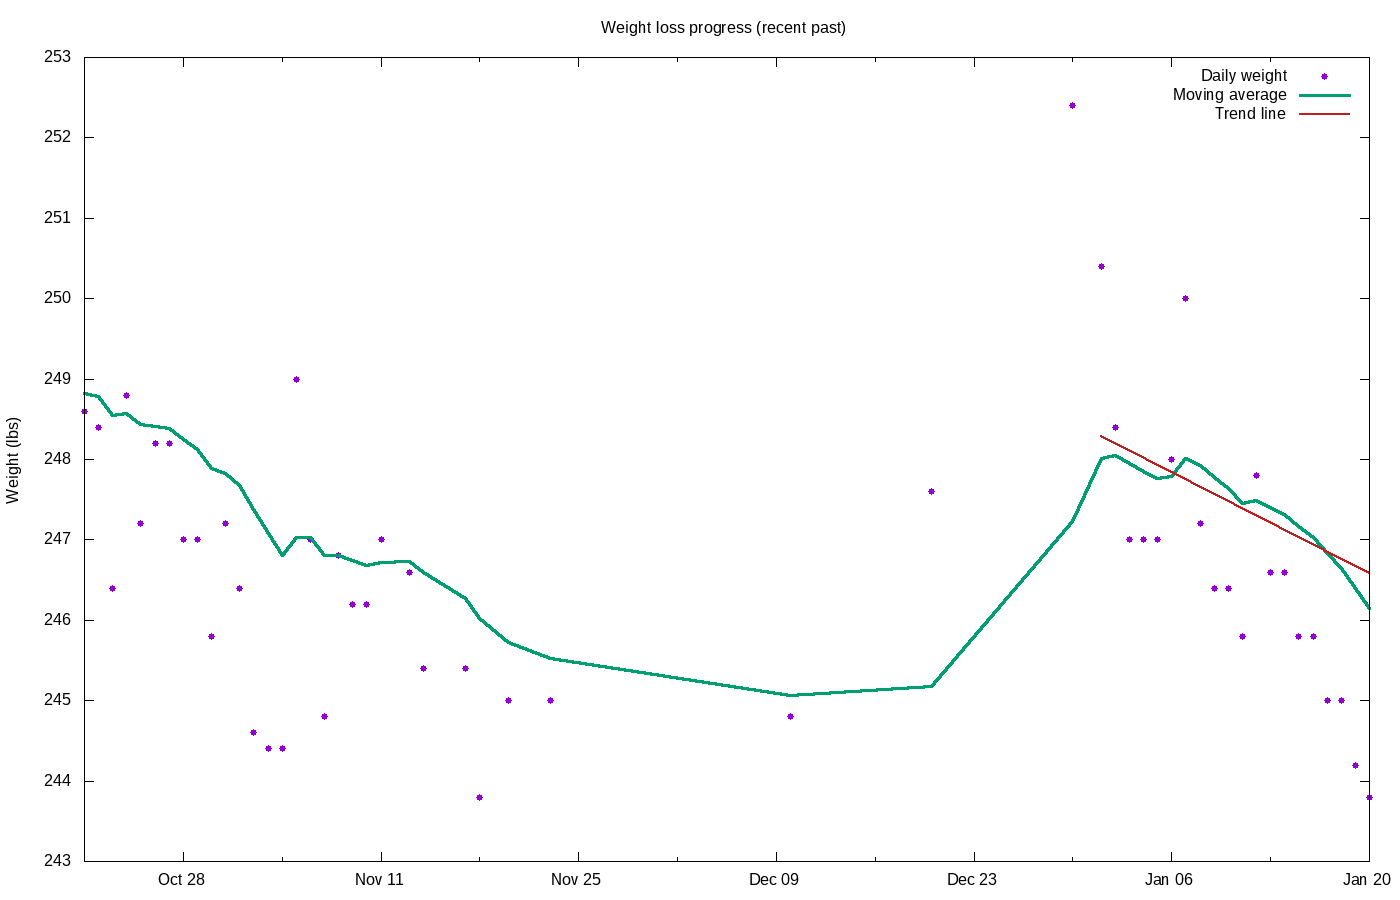 Weight loss progress (recent past)
253
252
251
250
249
248
247
246
245
244
243
Weight (lbs)
Daily weight
Moving average
Trend line
Oct 28 Nov 11 Nov 25 Dec 09 Dec 23 Jan 06 Jan 20